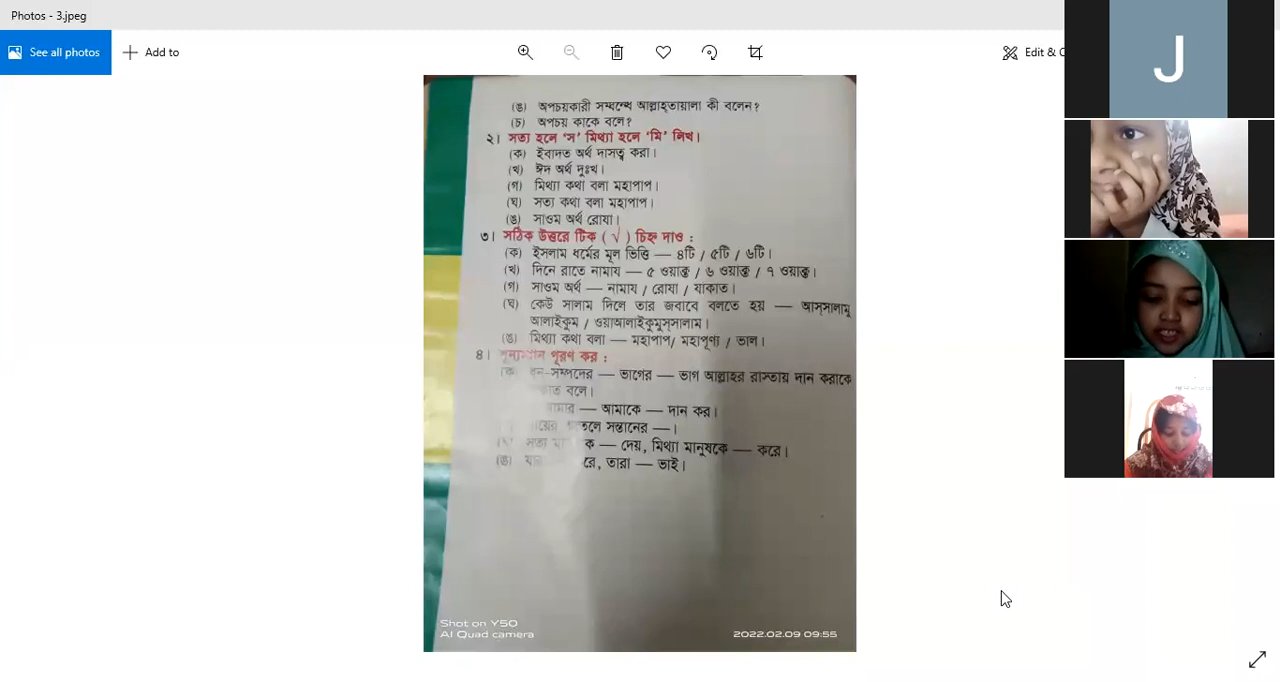 Photos - 3.jpeg
See all photos
Add to
Edit & C
J
(ঙ) অপচয়কারী সম্বন্ধে আল্লাহ্‌তায়ালা কী বলেন?
(চ) অপচয় কাকে বলে?
২। সত্য হলে ‘স’ মিথ্যা হলে ‘মি’ লিখ।
(ক) ইবাদত অর্থ দাসত্ব করা।
(খ) ঈদ অর্থ দুঃখ।
(গ) মিথ্যা কথা বলা মহাপাপ।
(ঘ) সত্য কথা বলা মহাপাপ।
(ঙ) সাওম অর্থ রোযা।
৩। সঠিক উত্তরে টিক ( √ ) চিহ্ন দাও :
(ক) ইসলাম ধর্মের মূল ভিত্তি — ৪টি / ৫টি / ৬টি।
(খ) দিনে রাতে নামায — ৫ ওয়াক্ত / ৬ ওয়াক্ত / ৭ ওয়াক্ত।
(গ) সাওম অর্থ — নামায / রোযা / যাকাত।
(ঘ) কেউ সালাম দিলে তার জবাবে বলতে হয় — আস্‌সালামু
আলাইকুম / ওয়াআলাইকুমুস্‌সালাম।
(ঙ) মিথ্যা কথা বলা — মহাপাপ/ মহাপূণ্য / ভাল।
৪। শূন্যস্থান পূরণ কর :
(ক) ধন-সম্পদের — ভাগের — ভাগ আল্লাহর রাস্তায় দান করাকে
বলে।
— আমাকে — দান কর।
সন্তানের —।
(ঘ) সত্য — দেয়, মিথ্যা মানুষকে — করে।
(ঙ) তারা — ভাই।
Shot on Y50
AI Quad camera
2022.02.09 09:55